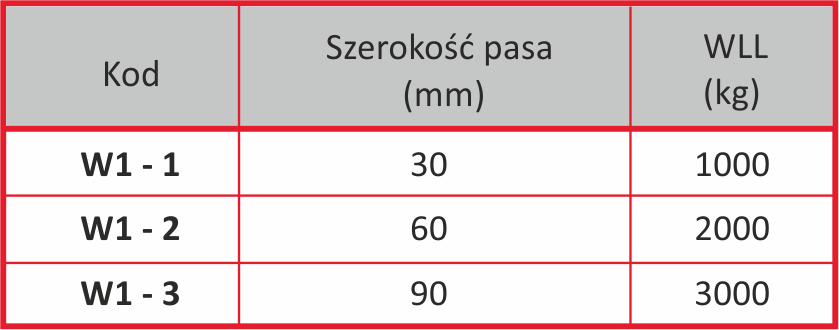 Kod
Szerokość pasa
(mm)
WLL
(kg)
W1 - 1 30 1000
W1 - 2 60 2000
W1 - 3 90 3000